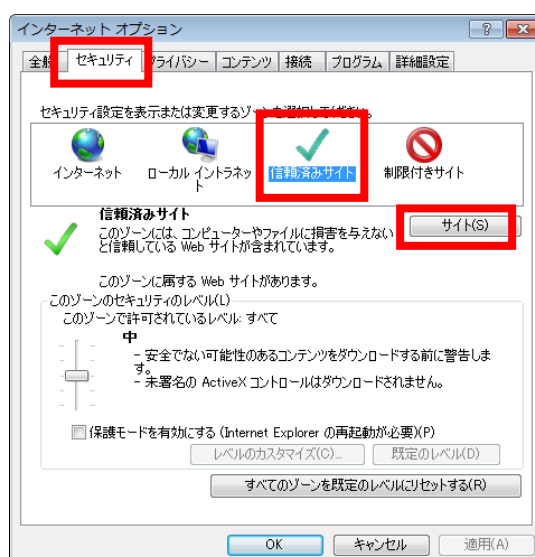 インターネット オプション
全般
セキュリティ
プライバシー
コンテンツ
接続
プログラム
詳細設定
セキュリティ設定を表示または変更するゾーンを選択してください。
インターネット
ローカル イントラネット
信頼済みサイト
制限付きサイト
信頼済みサイト
サイト(S)
このゾーンには、コンピューターやファイルに損害を与えない
と信頼している Web サイトが含まれています。
このゾーンに属する Web サイトがあります。
このゾーンのセキュリティのレベル(L)
このゾーンで許可されているレベル: すべて
中
- 安全でない可能性のあるコンテンツをダウンロードする前に警告しま
す。
- 未署名の ActiveX コントロールはダウンロードされません。
保護モードを有効にする (Internet Explorer の再起動が必要)(P)
レベルのカスタマイズ(C)...
既定のレベル(D)
すべてのゾーンを既定のレベルにリセットする(R)
OK
キャンセル
適用(A)